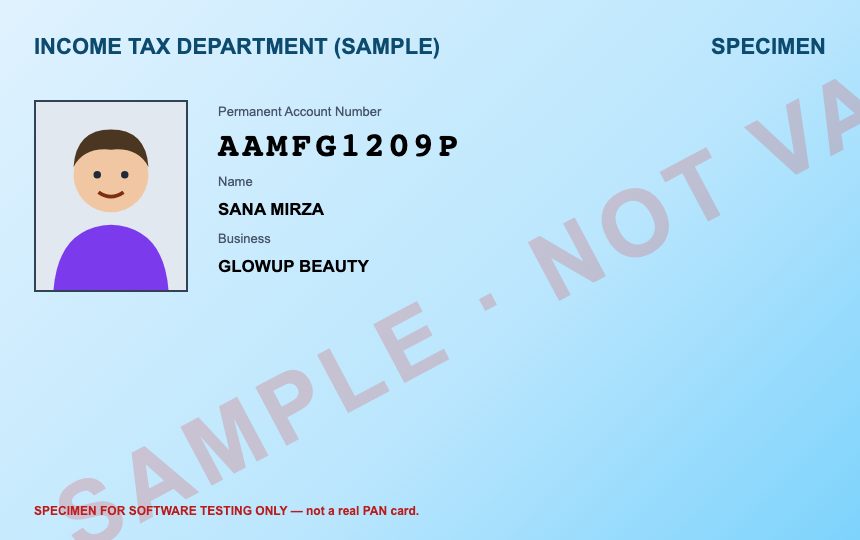 INCOME TAX DEPARTMENT (SAMPLE) SPECIMEN
Permanent Account Number
AAMFG1209P
Name
SANA MIRZA
Business
GLOWUP BEAUTY
SAMPLE · NOT VA
SPECIMEN FOR SOFTWARE TESTING ONLY — not a real PAN card.